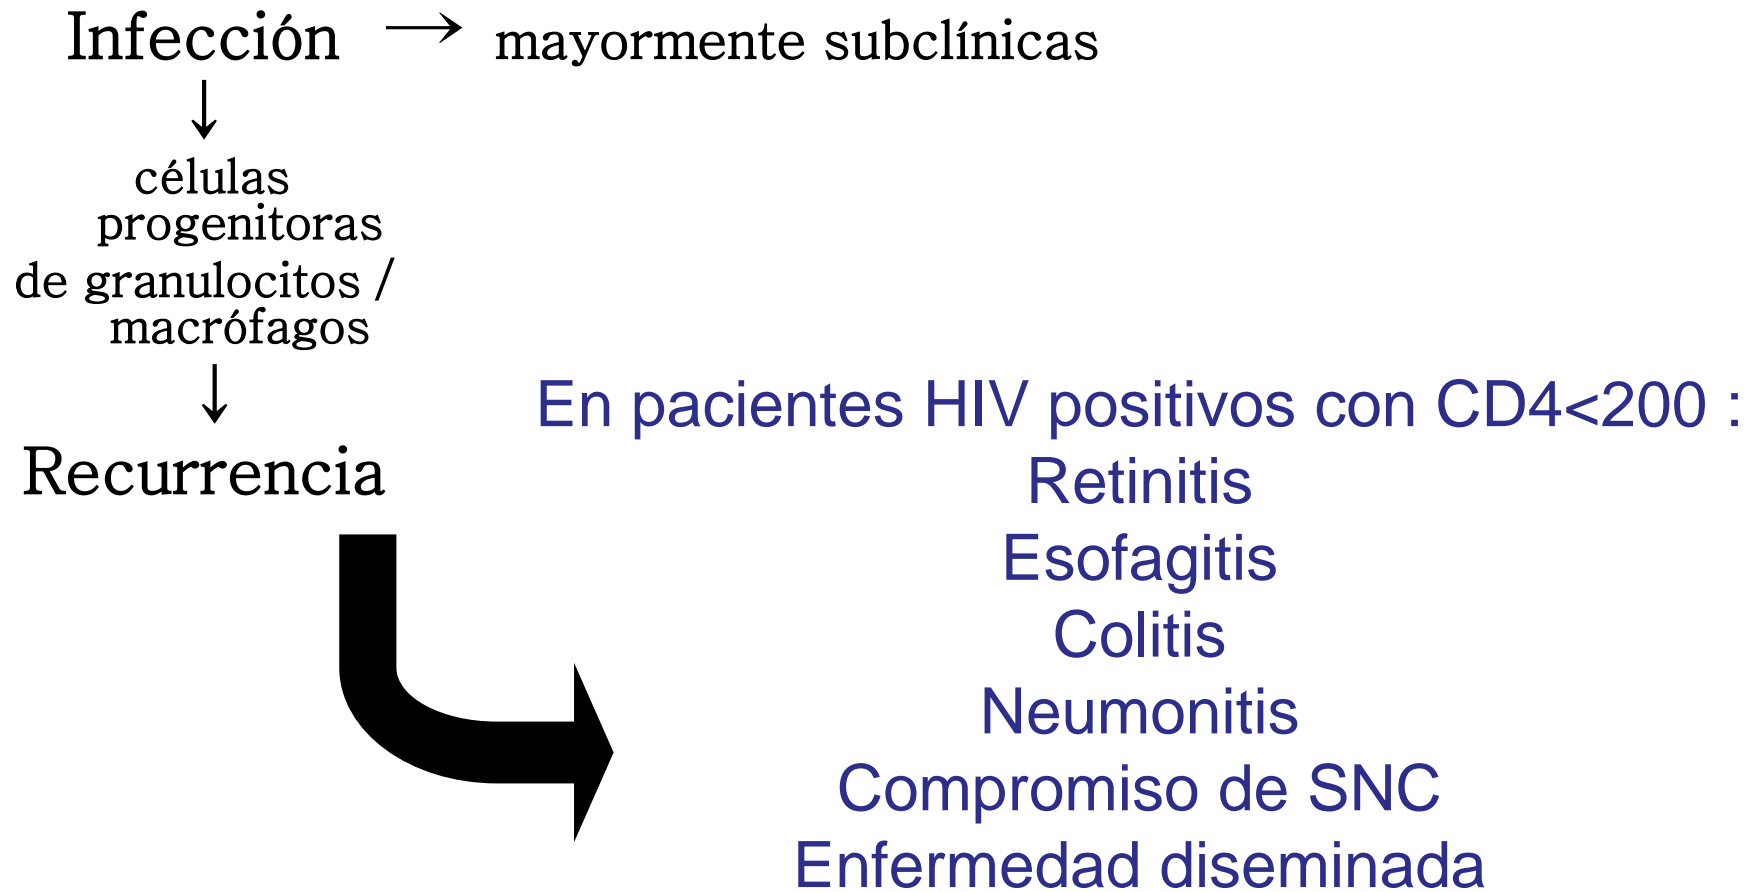 Infección → mayormente subclínicas
↓
células
progenitoras
de granulocitos /
macrófagos
↓
Recurrencia
En pacientes HIV positivos con CD4<200 :
Retinitis
Esofagitis
Colitis
Neumonitis
Compromiso de SNC
Enfermedad diseminada